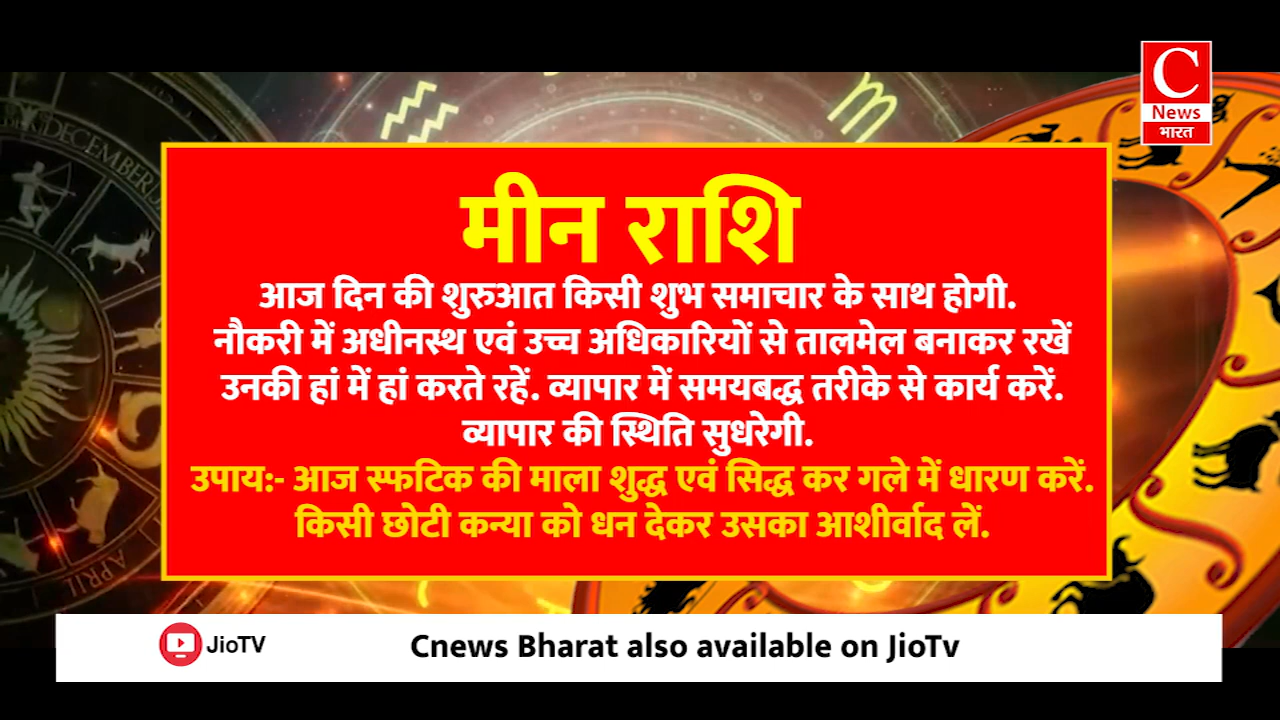 C
News
भारत
DECEMBER
मीन राशि
आज दिन की शुरुआत किसी शुभ समाचार के साथ होगी.
नौकरी में अधीनस्थ एवं उच्च अधिकारियों से तालमेल बनाकर रखें
उनकी हां में हां करते रहें. व्यापार में समयबद्ध तरीके से कार्य करें.
व्यापार की स्थिति सुधरेगी.
उपाय:- आज स्फटिक की माला शुद्ध एवं सिद्ध कर गले में धारण करें.
किसी छोटी कन्या को धन देकर उसका आशीर्वाद लें.
APRIL
JioTV
Cnews Bharat also available on JioTv